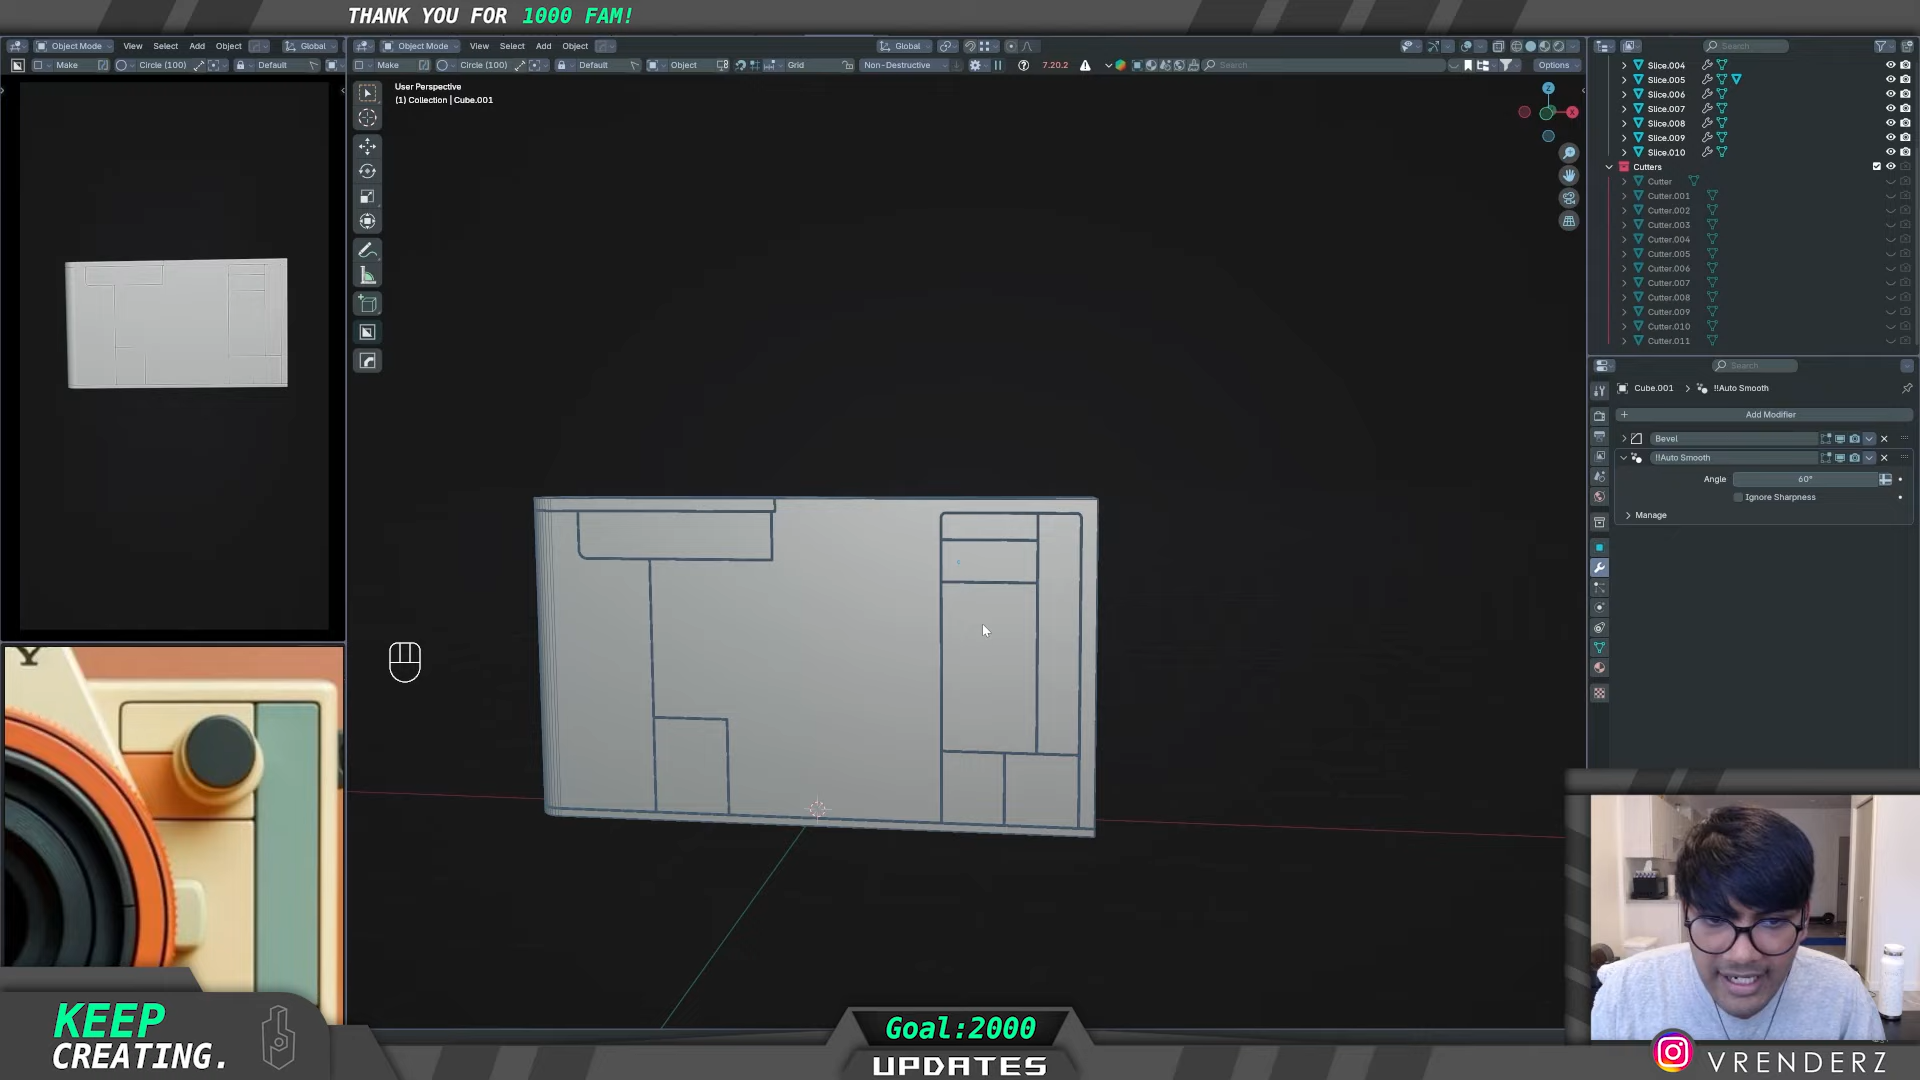 THANK YOU FOR 1000 FAM!
Object Mode View Select Add Object Global
Make Circle (100) Default
Object Mode View Select Add Object Global
Make Circle (100) Default Object Grid Non-Destructive 7.20.2 Search Options
User Perspective
(1) Collection | Cube.001
Z
X
Search
Slice.004
Slice.005
Slice.006
Slice.007
Slice.008
Slice.009
Slice.010
Cutters
Cutter
Cutter.001
Cutter.002
Cutter.003
Cutter.004
Cutter.005
Cutter.006
Cutter.007
Cutter.008
Cutter.009
Cutter.010
Cutter.011
Search
Cube.001 > !!Auto Smooth
Add Modifier
Bevel
!!Auto Smooth
Angle 60°
Ignore Sharpness
Manage
Y
KEEP
CREATING.
Goal:2000
UPDATES
VRENDERZ